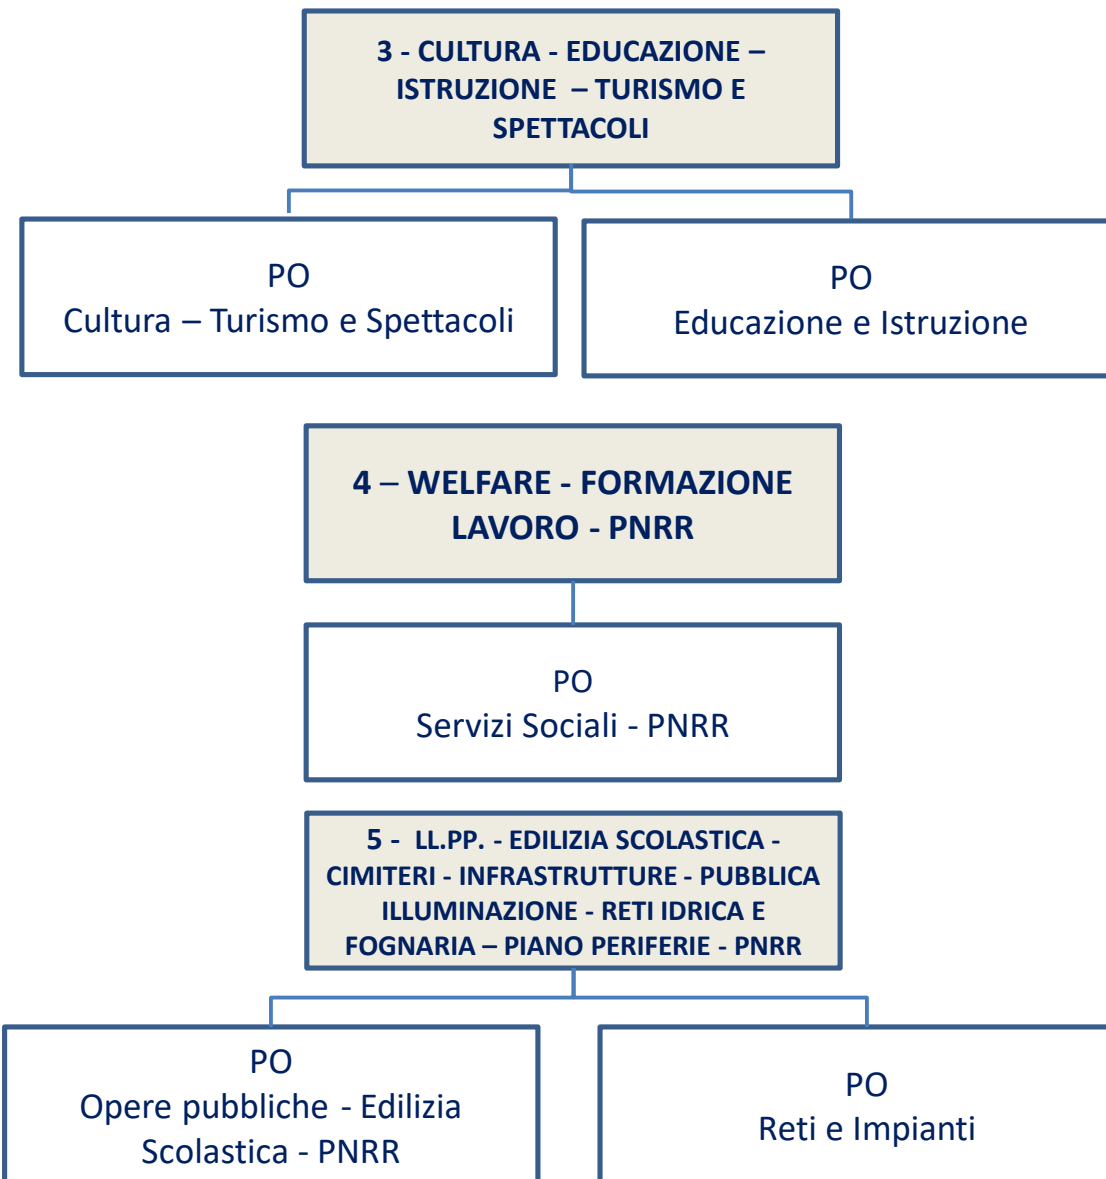 3 - CULTURA - EDUCAZIONE –
ISTRUZIONE – TURISMO E
SPETTACOLI
PO
Cultura – Turismo e Spettacoli
PO
Educazione e Istruzione
4 – WELFARE - FORMAZIONE
LAVORO - PNRR
PO
Servizi Sociali - PNRR
5 - LL.PP. - EDILIZIA SCOLASTICA -
CIMITERI - INFRASTRUTTURE - PUBBLICA
ILLUMINAZIONE - RETI IDRICA E
FOGNARIA – PIANO PERIFERIE - PNRR
PO
Opere pubbliche - Edilizia
Scolastica - PNRR
PO
Reti e Impianti